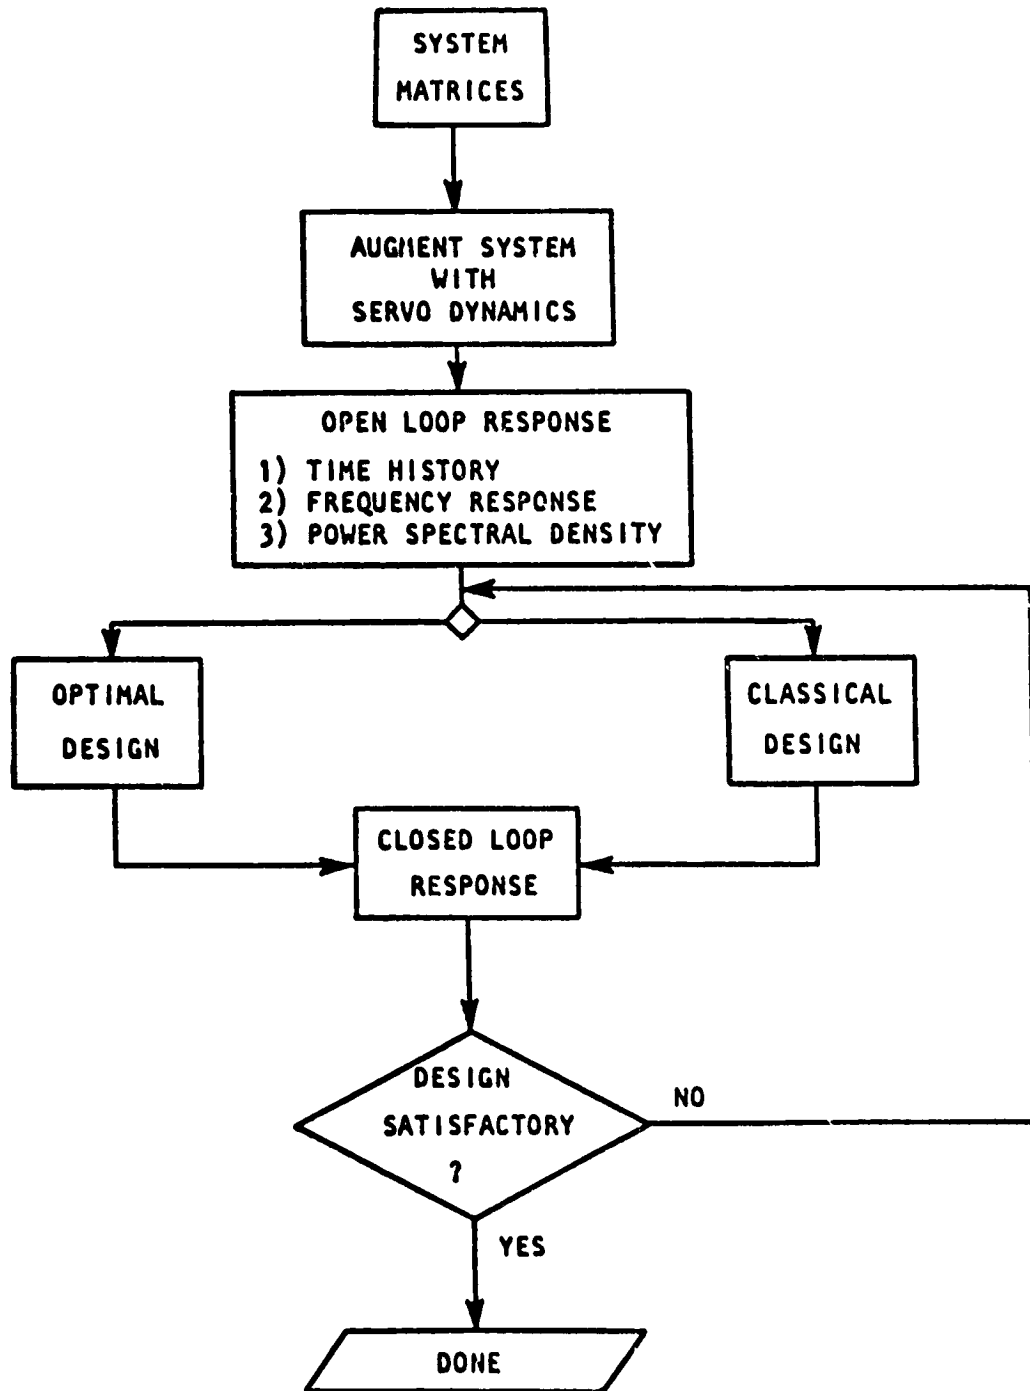 SYSTEM
MATRICES
AUGMENT SYSTEM
WITH
SERVO DYNAMICS
OPEN LOOP RESPONSE
1) TIME HISTORY
2) FREQUENCY RESPONSE
3) POWER SPECTRAL DENSITY
OPTIMAL
DESIGN
CLASSICAL
DESIGN
CLOSED LOOP
RESPONSE
DESIGN
SATISFACTORY
?
NO
YES
DONE